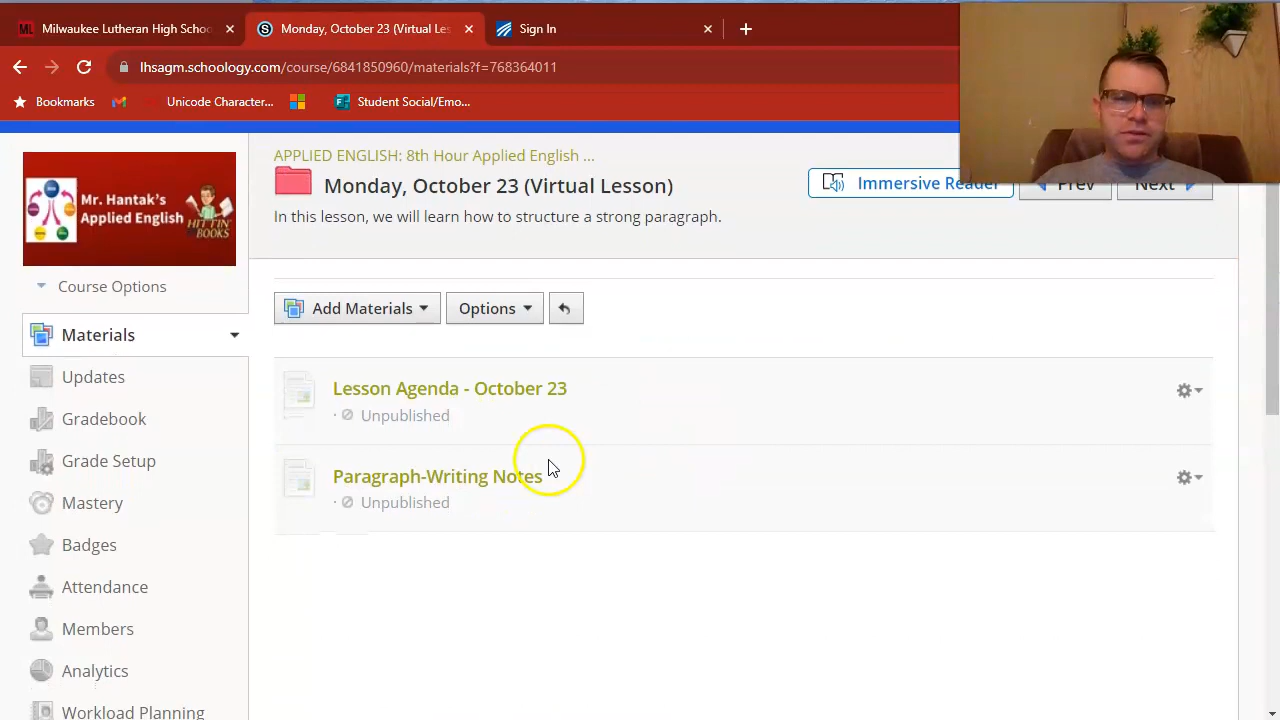 Milwaukee Lutheran High Schoo
Monday, October 23 (Virtual Les
Sign In
lhsagm.schoology.com/course/6841850960/materials?f=768364011
Bookmarks
Unicode Character...
Student Social/Emo...
Mr. Hantak's
Applied English
HITTIN'
BOOKS
Course Options
Materials
Updates
Gradebook
Grade Setup
Mastery
Badges
Attendance
Members
Analytics
Workload Planning
APPLIED ENGLISH: 8th Hour Applied English ...
Monday, October 23 (Virtual Lesson)
In this lesson, we will learn how to structure a strong paragraph.
Immersive Reader
Prev
Next
Add Materials
Options
Lesson Agenda - October 23
· Unpublished
Paragraph-Writing Notes
· Unpublished